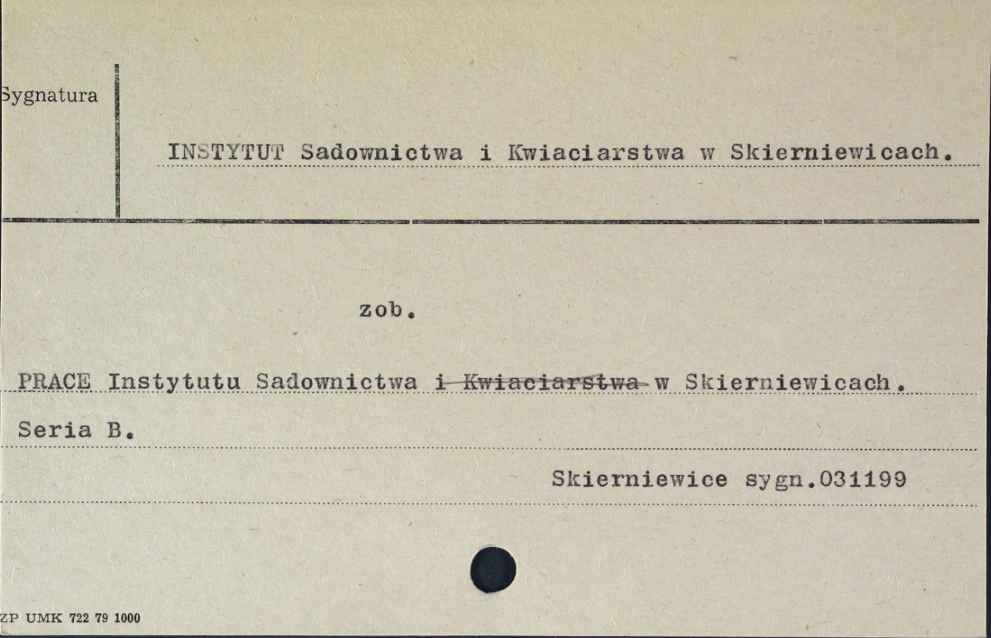 Sygnatura
INSTYTUT Sadownictwa i Kwiaciarstwa w Skierniewicach.
zob.
PRACE Instytutu Sadownictwa i Kwiaciarstwa w Skierniewicach.
Seria B.
Skierniewice sygn.031199
ZP UMK 722 79 1000